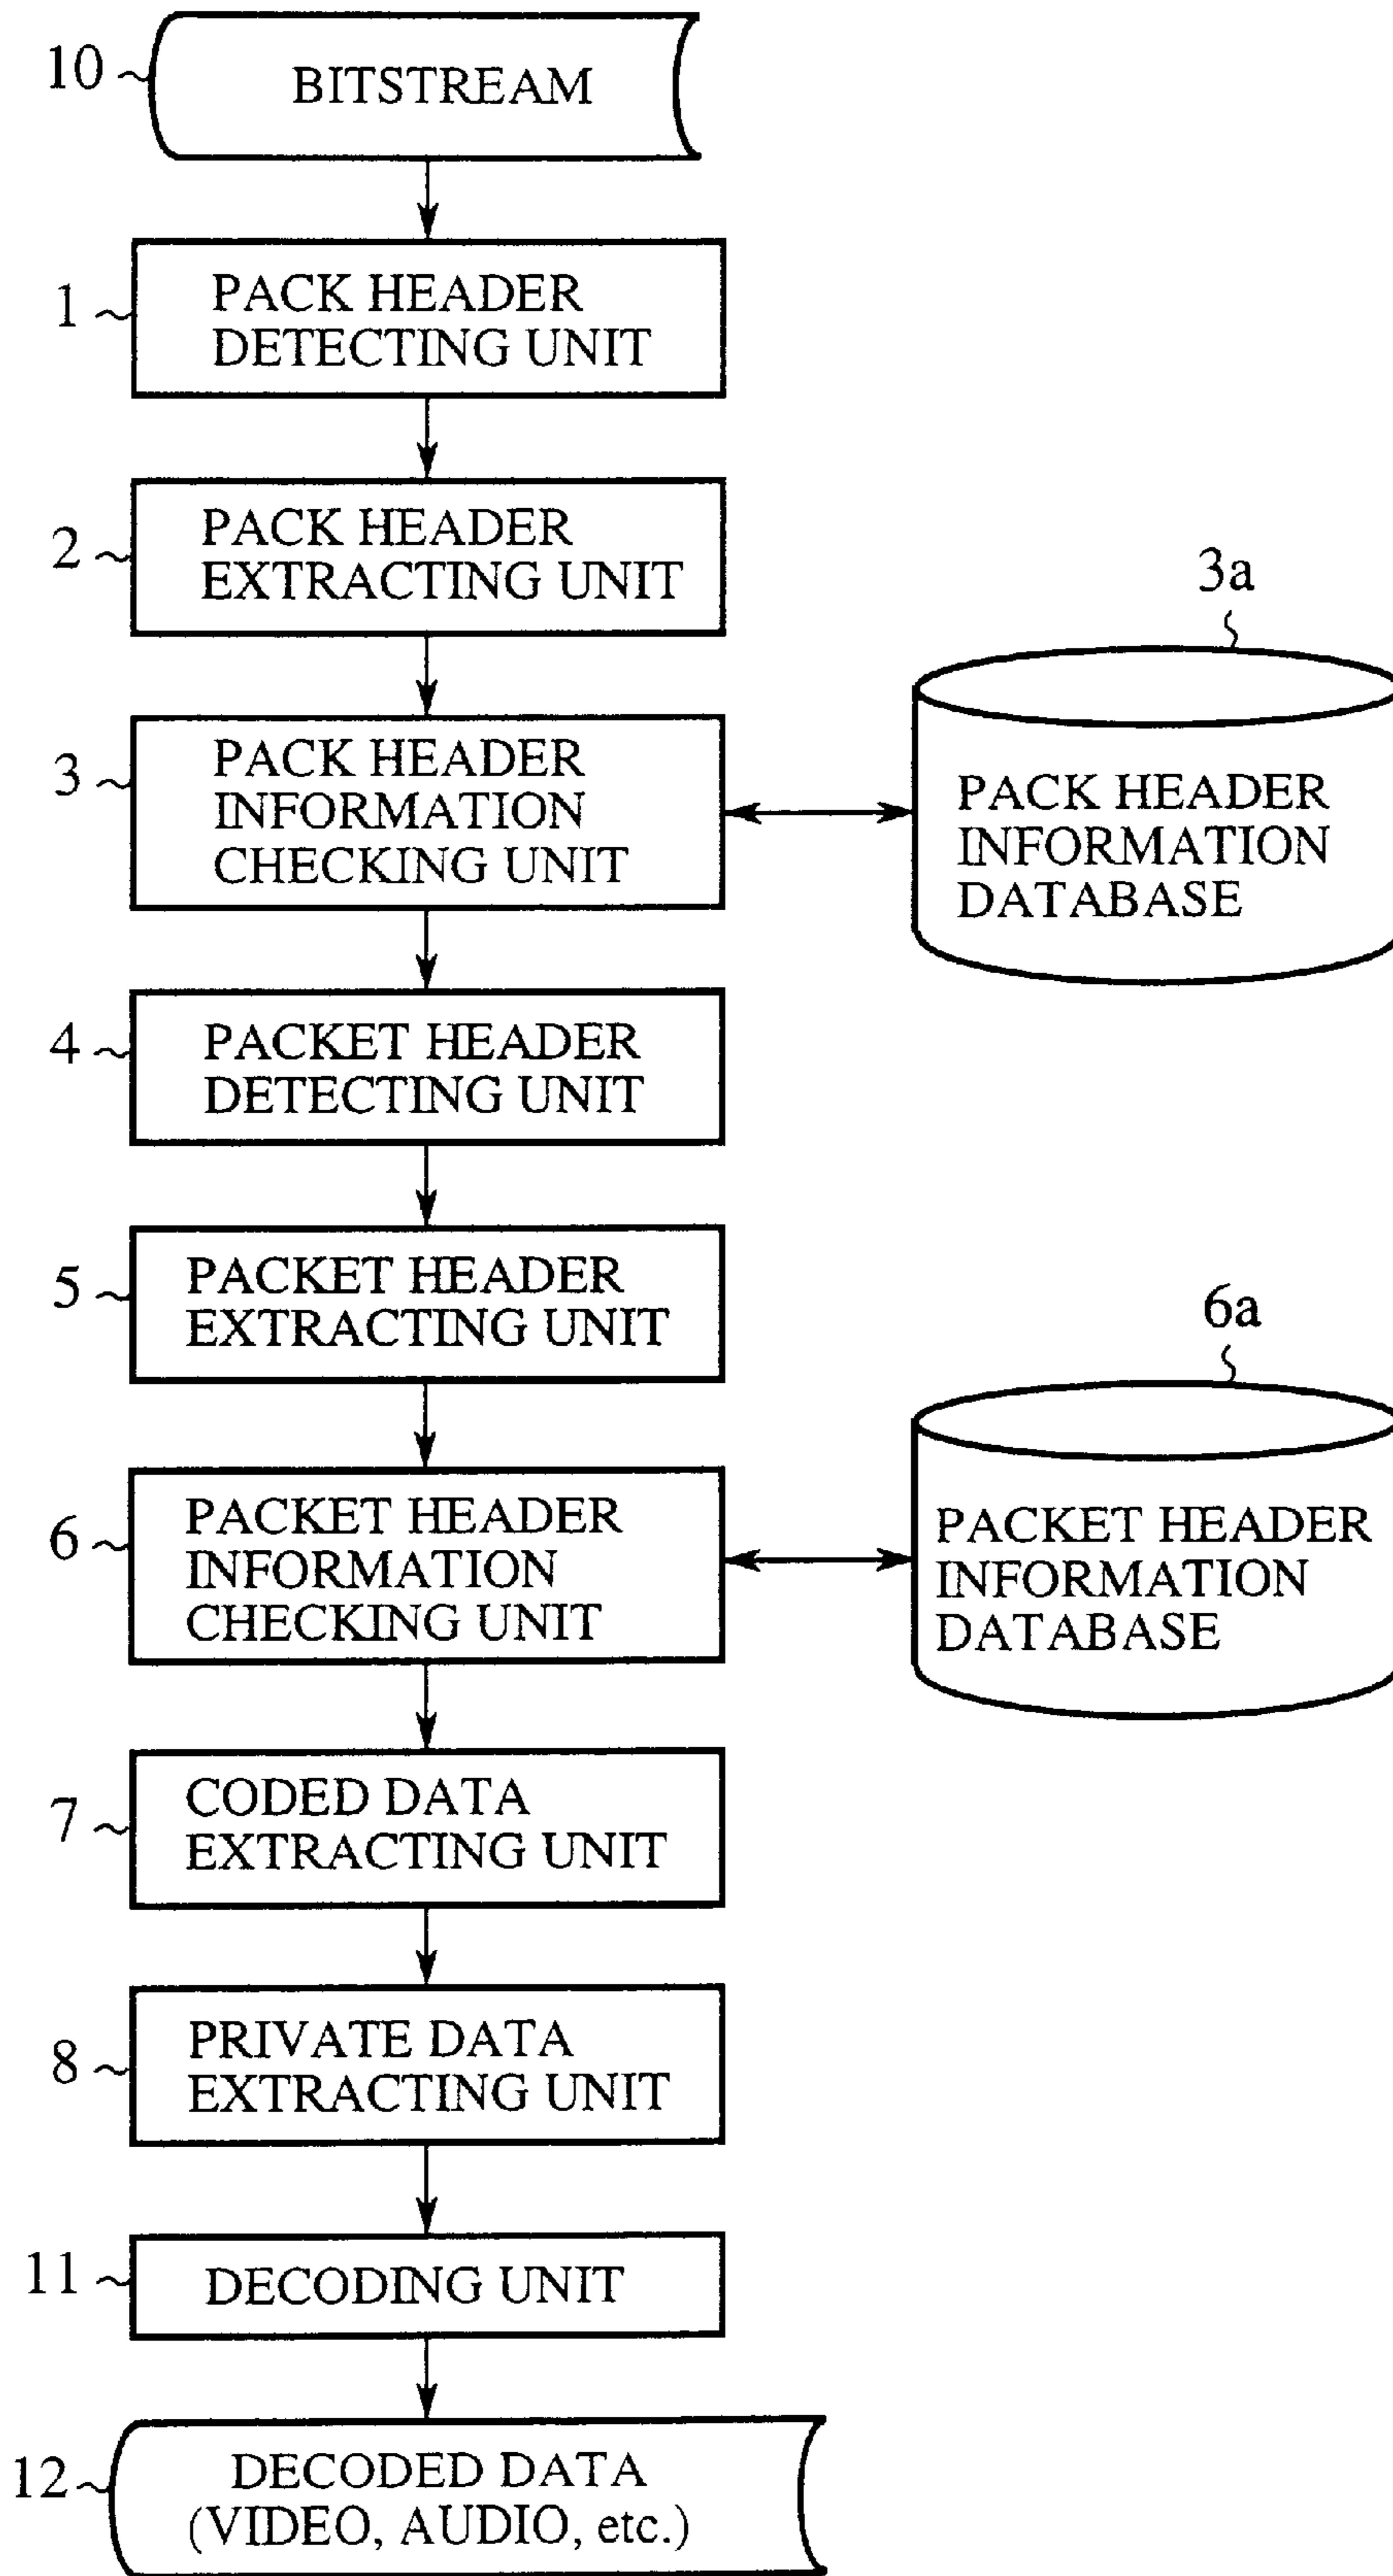 10
BITSTREAM
1
PACK HEADER
DETECTING UNIT
2
PACK HEADER
EXTRACTING UNIT
3a
3
PACK HEADER
INFORMATION
CHECKING UNIT
PACK HEADER
INFORMATION
DATABASE
4
PACKET HEADER
DETECTING UNIT
5
PACKET HEADER
EXTRACTING UNIT
6a
6
PACKET HEADER
INFORMATION
CHECKING UNIT
PACKET HEADER
INFORMATION
DATABASE
7
CODED DATA
EXTRACTING UNIT
8
PRIVATE DATA
EXTRACTING UNIT
11
DECODING UNIT
12
DECODED DATA
(VIDEO, AUDIO, etc.)